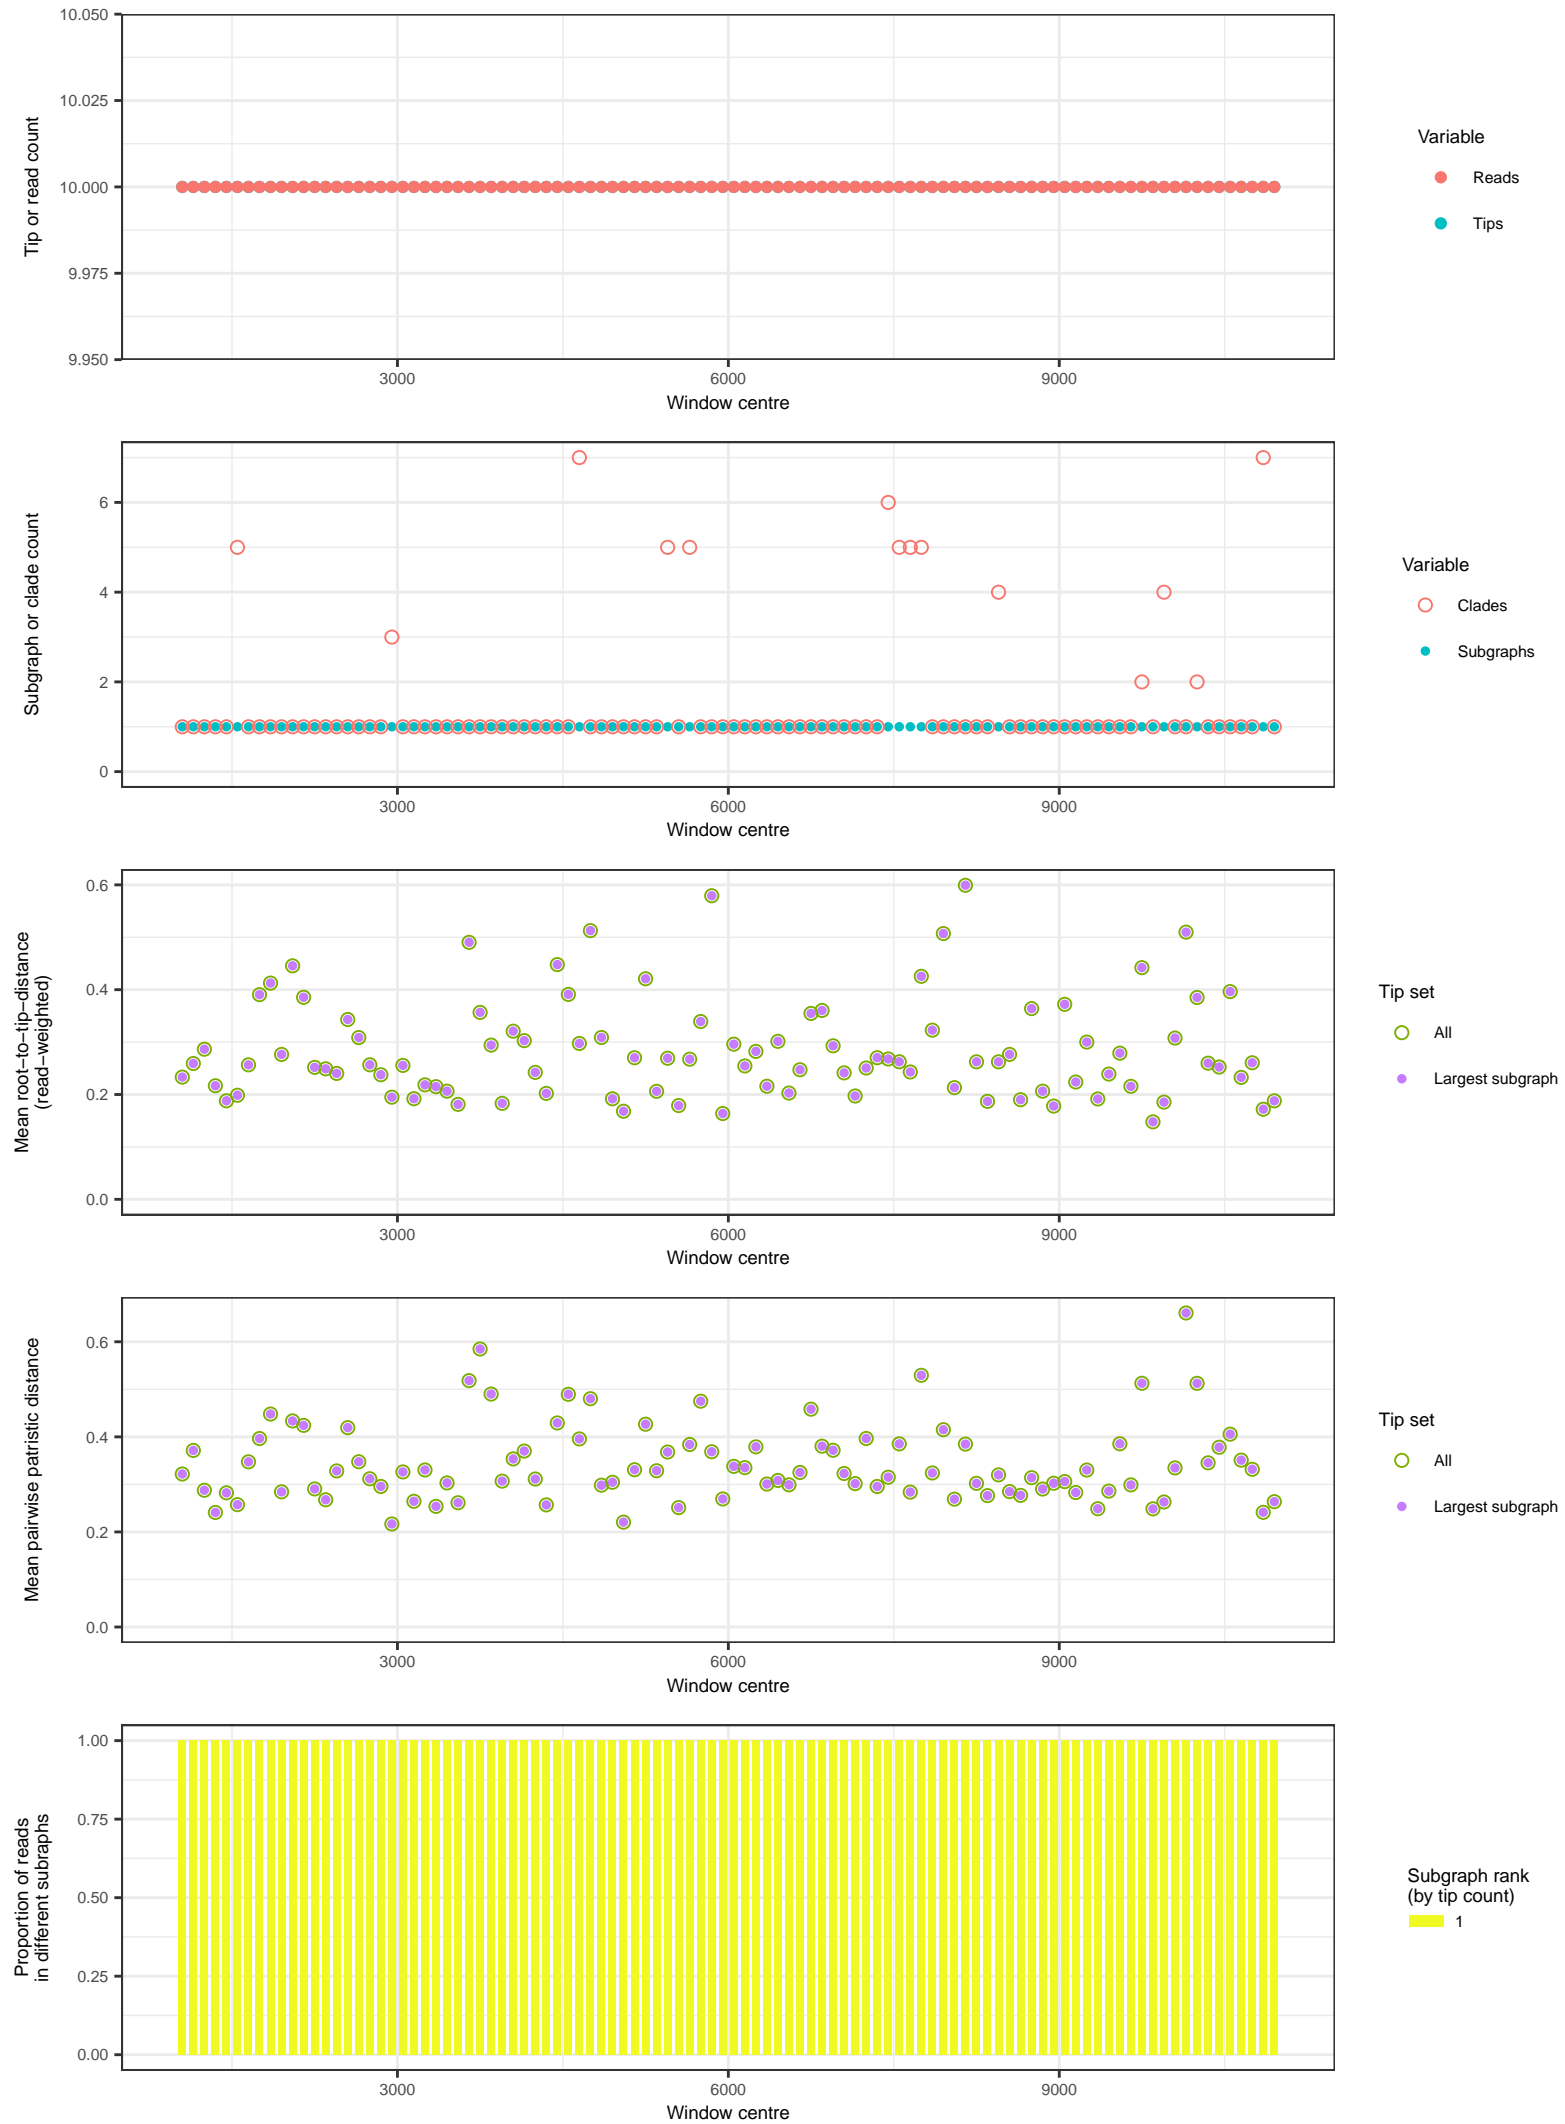 10.050
10.025
10.000
9.975
9.950
Tip or read count
3000
6000
9000
Window centre
Variable
Reads
Tips
6
4
2
0
Subgraph or clade count
3000
6000
9000
Window centre
Variable
Clades
Subgraphs
0.6
0.4
0.2
0.0
Mean root−to−tip−distance
(read−weighted)
3000
6000
9000
Window centre
Tip set
All
Largest subgraph
0.6
0.4
0.2
0.0
Mean pairwise patristic distance
3000
6000
9000
Window centre
Tip set
All
Largest subgraph
1.00
0.75
0.50
0.25
0.00
Proportion of reads
in different subraphs
3000
6000
9000
Window centre
Subgraph rank
(by tip count)
1